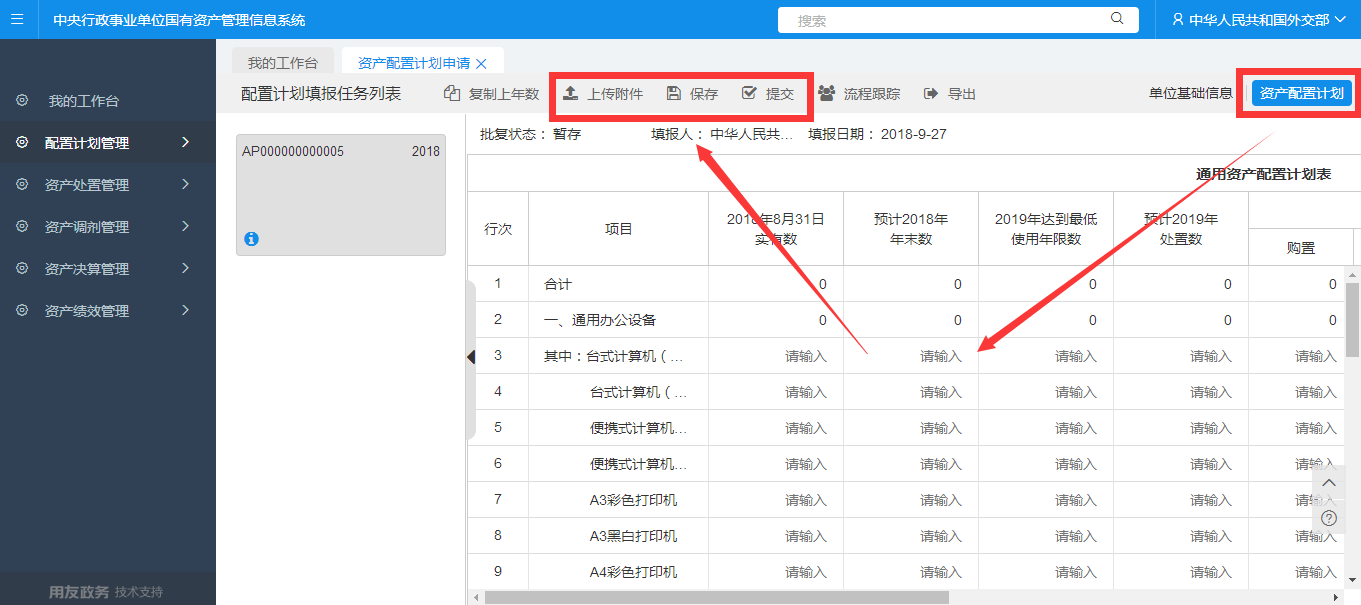 中央行政事业单位国有资产管理信息系统
搜索
中华人民共和国外交部
我的工作台
资产配置计划申请
我的工作台
配置计划管理
资产处置管理
资产调剂管理
资产决算管理
资产绩效管理
用友政务 技术支持
配置计划填报任务列表
复制上年数 上传附件 保存 提交 流程跟踪 导出
单位基础信息 资产配置计划
AP000000000005 2018
批复状态： 暂存 填报人： 中华人民共... 填报日期： 2018-9-27
通用资产配置计划表
行次 项目 2018年8月31日实有数 预计2018年年末数 2019年达到最低使用年限数 预计2019年处置数 购置
1 合计 0 0 0 0 0
2 一、通用办公设备 0 0 0 0 0
3 其中：台式计算机（... 请输入 请输入 请输入 请输入 请输入
4 台式计算机（... 请输入 请输入 请输入 请输入 请输入
5 便携式计算机... 请输入 请输入 请输入 请输入 请输入
6 便携式计算机... 请输入 请输入 请输入 请输入 请输入
7 A3彩色打印机 请输入 请输入 请输入 请输入 请输入
8 A3黑白打印机 请输入 请输入 请输入 请输入 请输入
9 A4彩色打印机 请输入 请输入 请输入 请输入 请输入